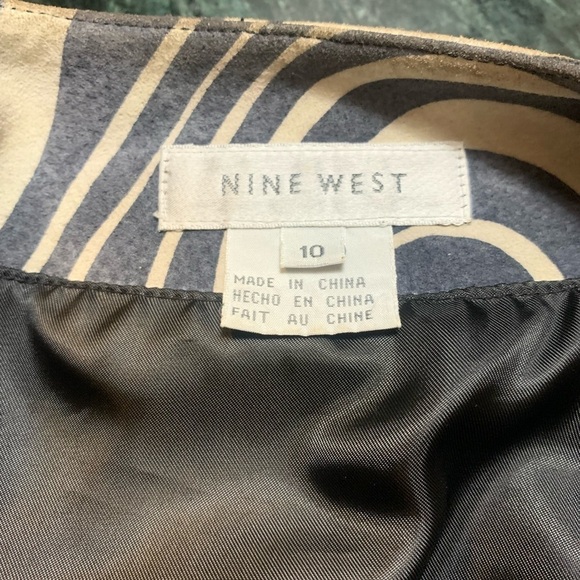 NINE WEST
10
MADE IN CHINA
HECHO EN CHINA
FAIT AU CHINE